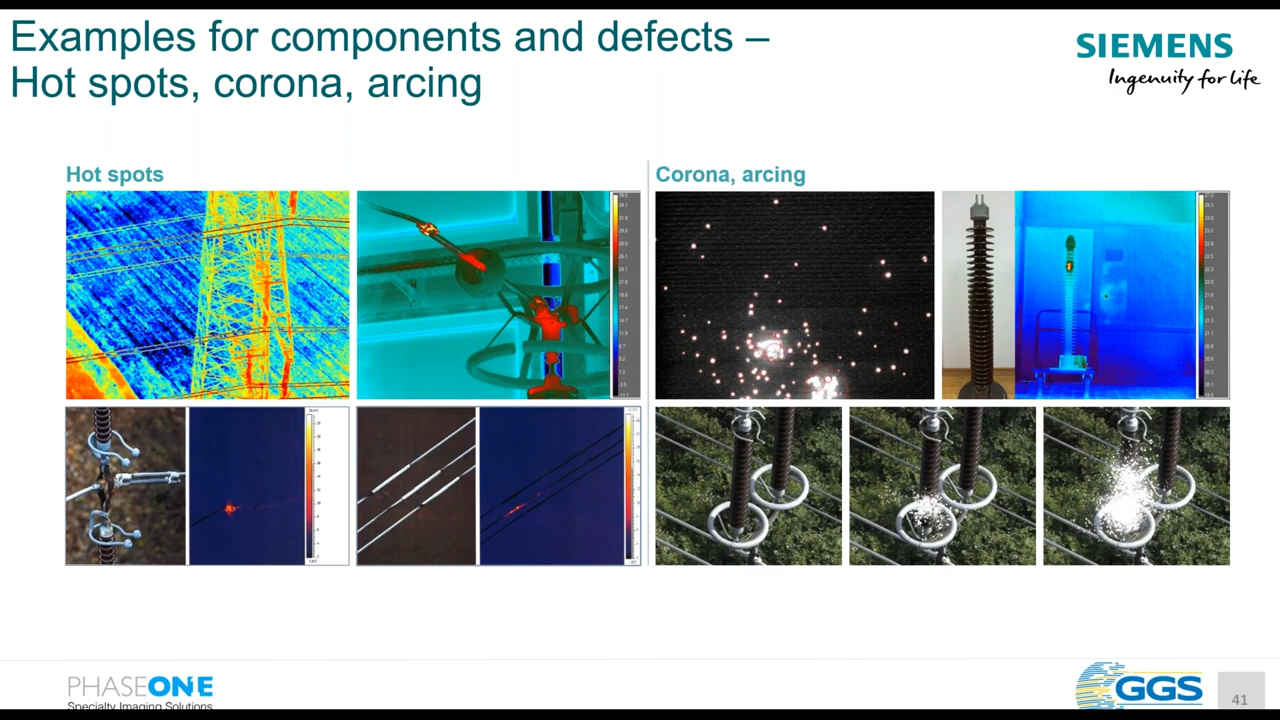 Examples for components and defects –
Hot spots, corona, arcing
SIEMENS
Ingenuity for life
Hot spots
Corona, arcing
PHASEONE
Specialty Imaging Solutions
GGS
41